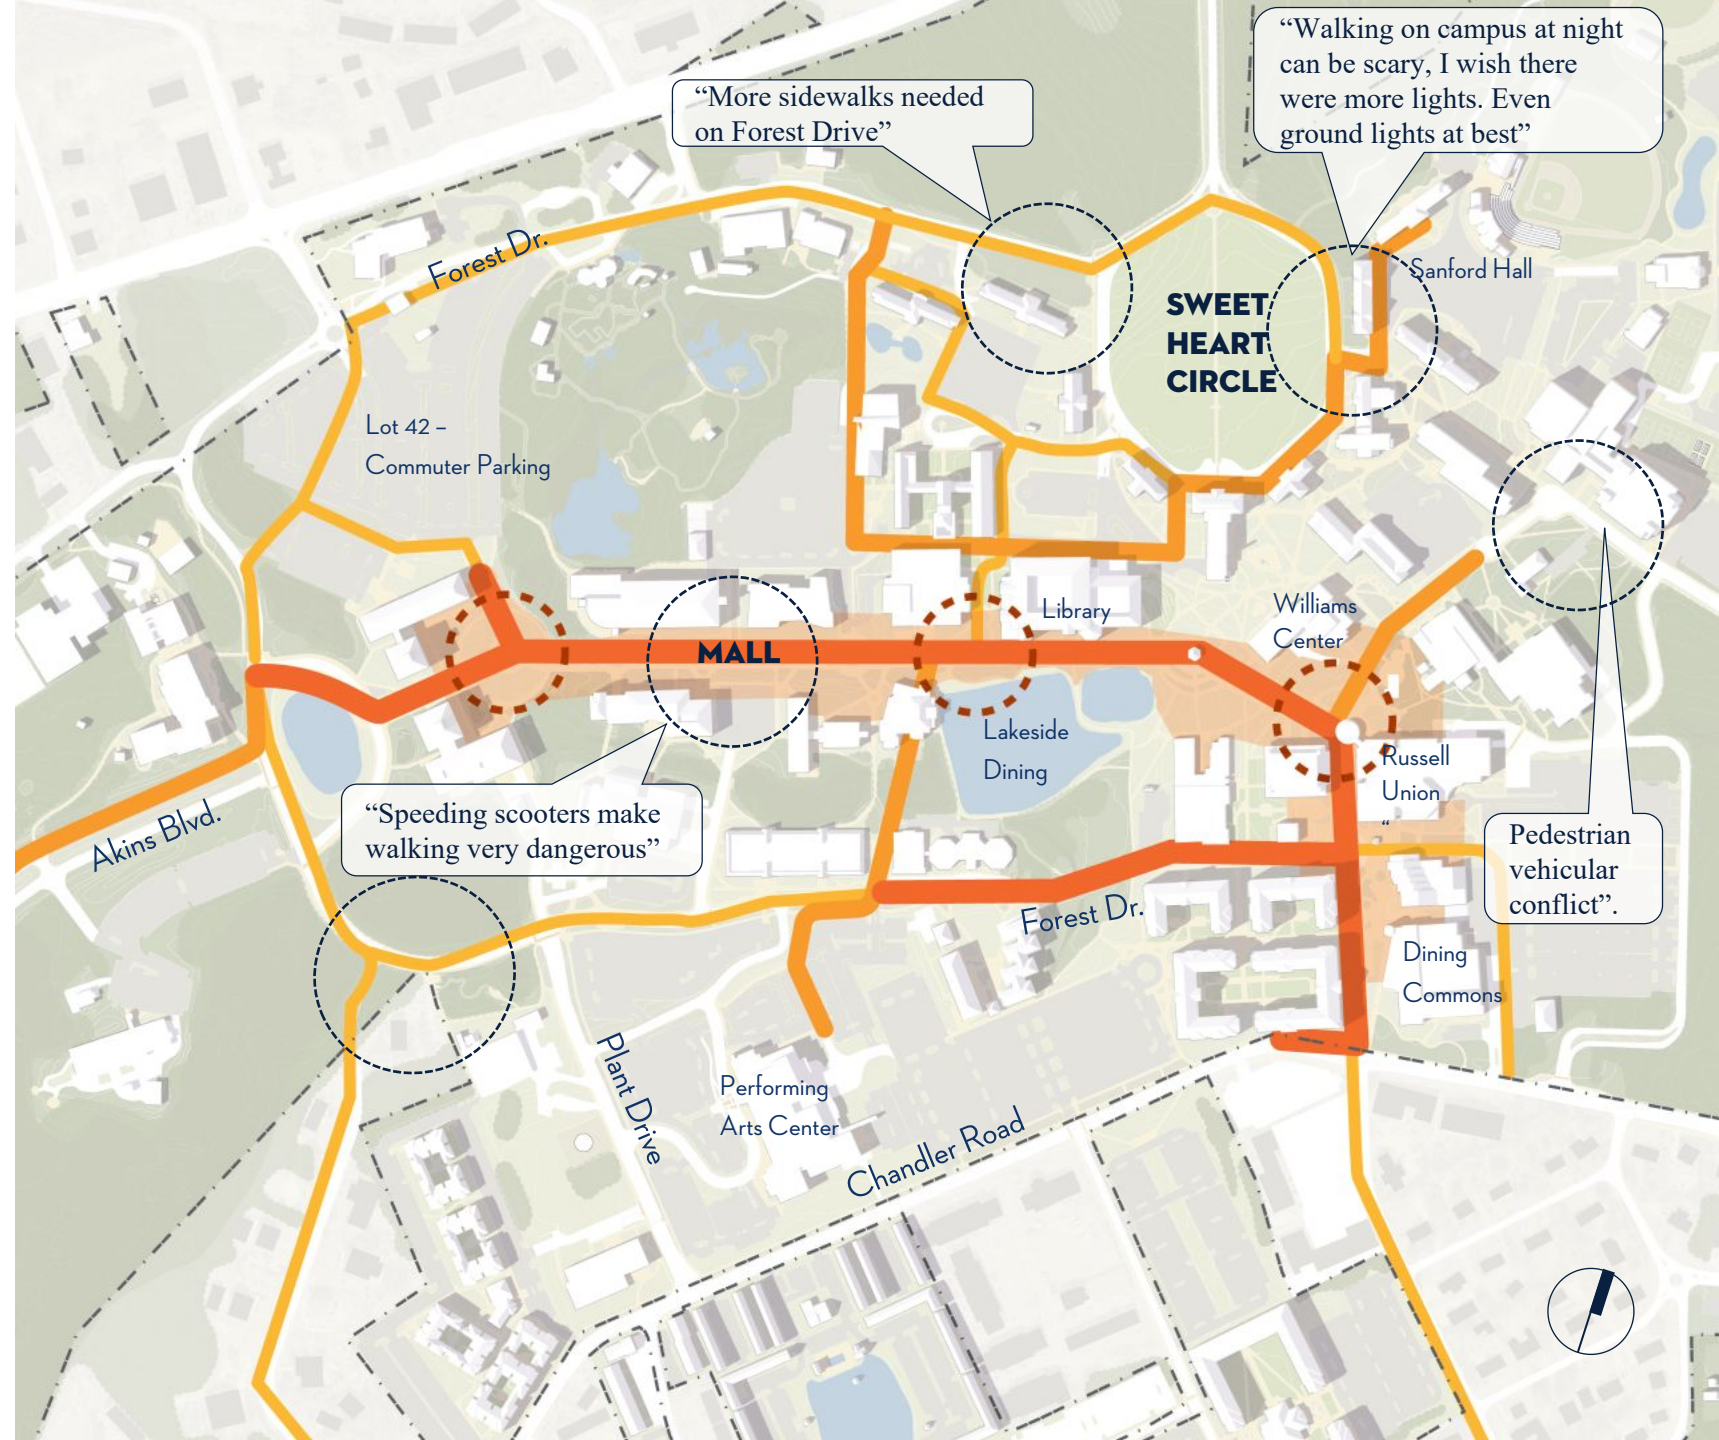 “Walking on campus at night
can be scary, I wish there
were more lights. Even
ground lights at best”
“More sidewalks needed
on Forest Drive”
Forest Dr.
Sanford Hall
SWEET
HEART
CIRCLE
Lot 42 –
Commuter Parking
Library
Williams
Center
MALL
Lakeside
Dining
Russell
Union
“
“Speeding scooters make
walking very dangerous”
Akins Blvd.
Pedestrian
vehicular
conflict”.
Forest Dr.
Dining
Commons
Plant Drive
Performing
Arts Center
Chandler Road